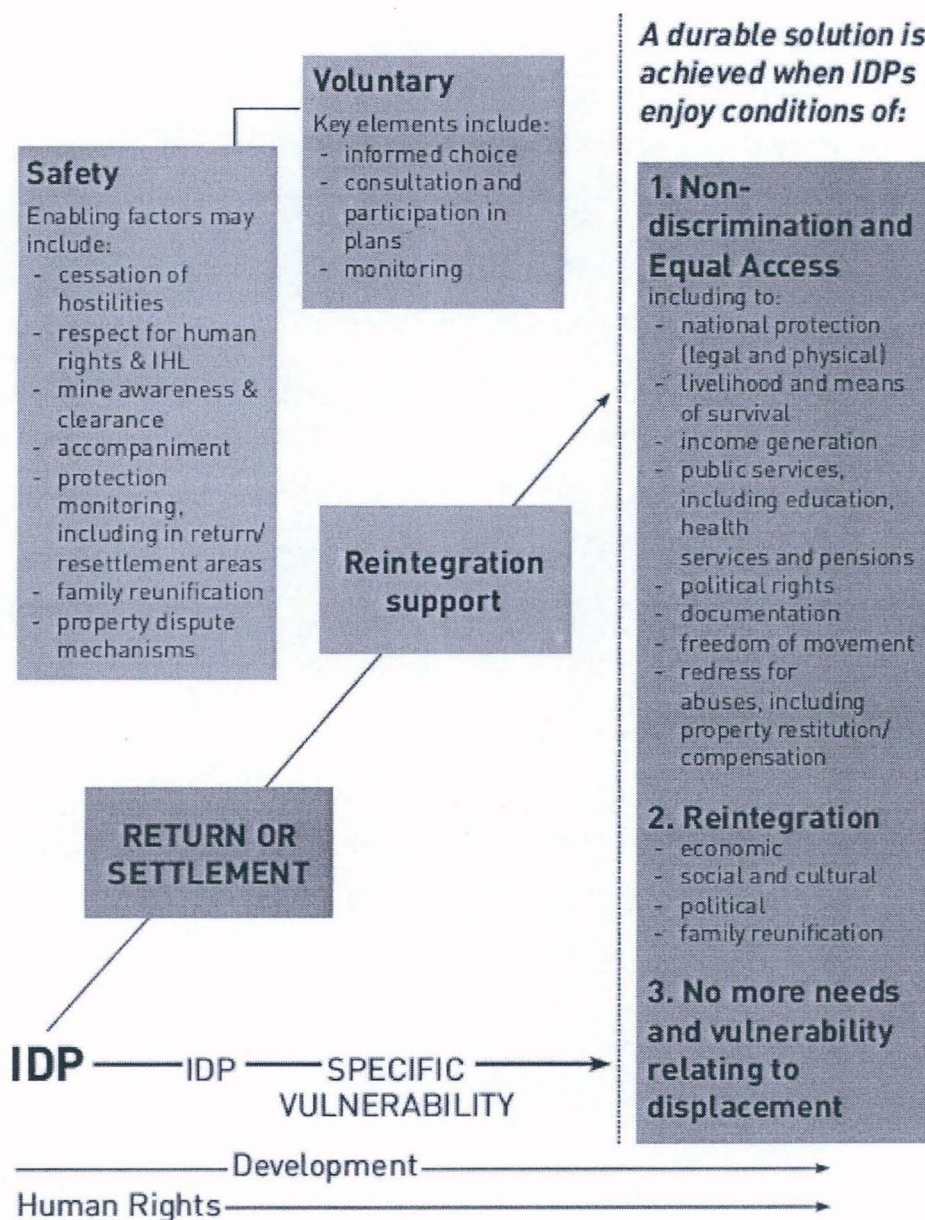 A durable solution is
achieved when IDPs
enjoy conditions of:
Voluntary
Key elements include:
- informed choice
- consultation and
participation in
plans
- monitoring
Safety
Enabling factors may
include:
- cessation of
hostilities
- respect for human
rights & IHL
- mine awareness &
clearance
- accompaniment
- protection
monitoring,
including in return/
resettlement areas
- family reunification
- property dispute
mechanisms
Reintegration
support
RETURN OR
SETTLEMENT
IDP
IDP
SPECIFIC
VULNERABILITY
1. Non-
discrimination and
Equal Access
including to:
- national protection
(legal and physical)
- livelihood and means
of survival
- income generation
- public services,
including education,
health
services and pensions
- political rights
- documentation
- freedom of movement
- redress for
abuses, including
property restitution/
compensation
2. Reintegration
- economic
- social and cultural
- political
- family reunification
3. No more needs
and vulnerability
relating to
displacement
Development
Human Rights